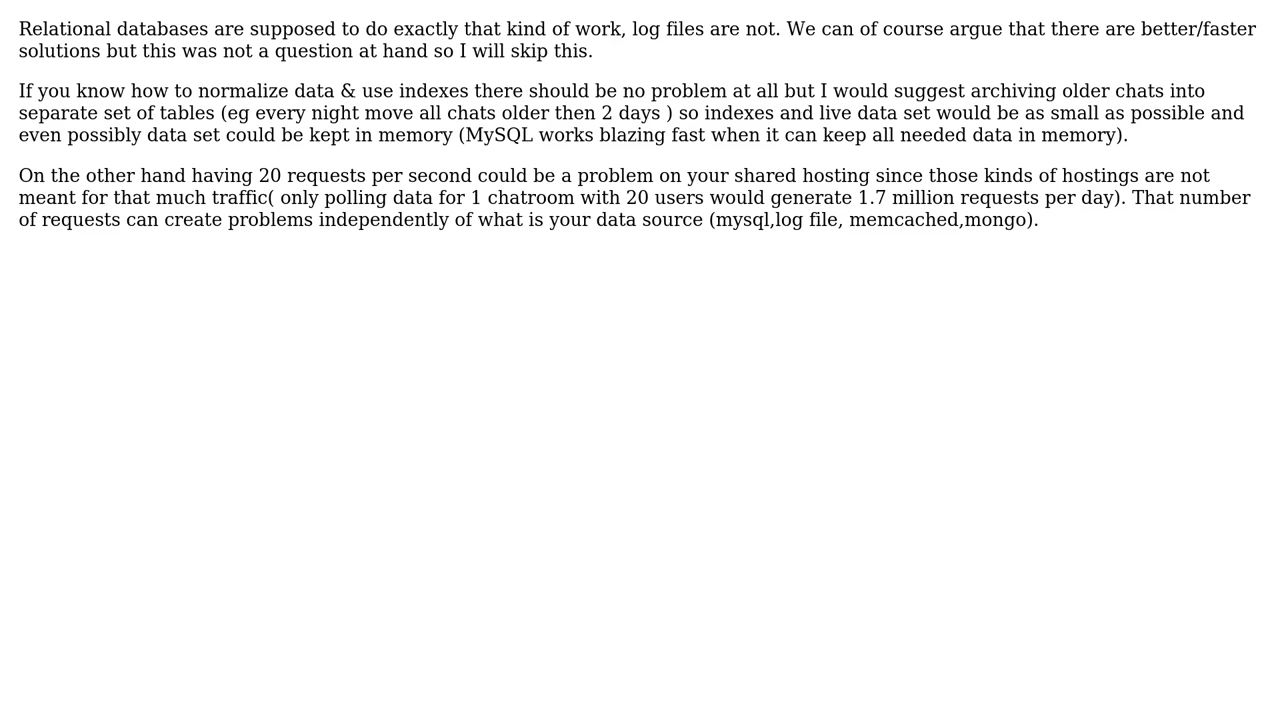 Relational databases are supposed to do exactly that kind of work, log files are not. We can of course argue that there are better/faster
solutions but this was not a question at hand so I will skip this.
If you know how to normalize data & use indexes there should be no problem at all but I would suggest archiving older chats into
separate set of tables (eg every night move all chats older then 2 days ) so indexes and live data set would be as small as possible and
even possibly data set could be kept in memory (MySQL works blazing fast when it can keep all needed data in memory).
On the other hand having 20 requests per second could be a problem on your shared hosting since those kinds of hostings are not
meant for that much traffic( only polling data for 1 chatroom with 20 users would generate 1.7 million requests per day). That number
of requests can create problems independently of what is your data source (mysql,log file, memcached,mongo).